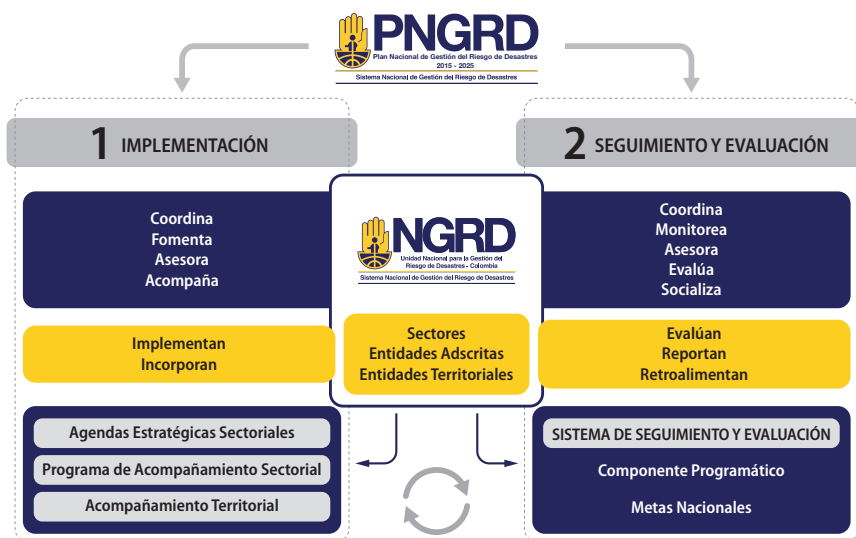 PNGRD
Plan Nacional de Gestión del Riesgo de Desastres
2015 - 2025
Sistema Nacional de Gestión del Riesgo de Desastres
1 IMPLEMENTACIÓN
2 SEGUIMIENTO Y EVALUACIÓN
Coordina
Fomenta
Asesora
Acompaña
NGRD
Unidad Nacional para la Gestión del
Riesgo de Desastres - Colombia
Sistema Nacional de Gestión del Riesgo de Desastres
Coordina
Monitorea
Asesora
Evalúa
Socializa
Implementan
Incorporan
Sectores
Entidades Adscritas
Entidades Territoriales
Evalúan
Reportan
Retroalimentan
Agendas Estratégicas Sectoriales
Programa de Acompañamiento Sectorial
Acompañamiento Territorial
SISTEMA DE SEGUIMIENTO Y EVALUACIÓN
Componente Programático
Metas Nacionales